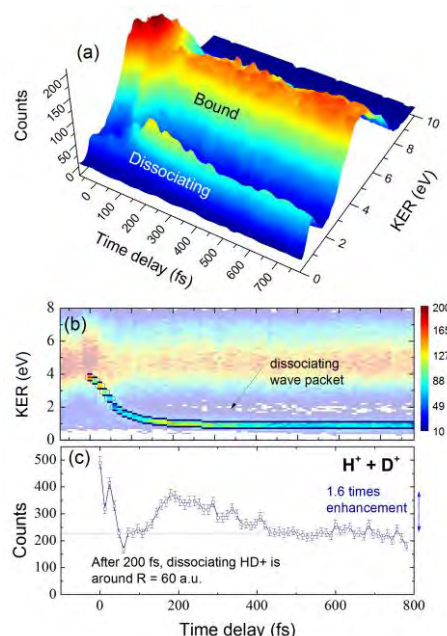 (a)
200
150
100
50
0
Counts
Bound
Dissociating
0
100
200
300
400
500
600
700
Time delay (fs)
0
2
4
6
8
10
KER (eV)
(b)
8
6
4
2
0
KER (eV)
dissociating
wave packet
200
167
128
88
49
10
(c)
H⁺ + D⁺
500
400
300
200
100
0
Counts
1.6 times
enhancement
After 200 fs, dissociating HD+ is
around R = 60 a.u.
0
200
400
600
800
Time delay (fs)